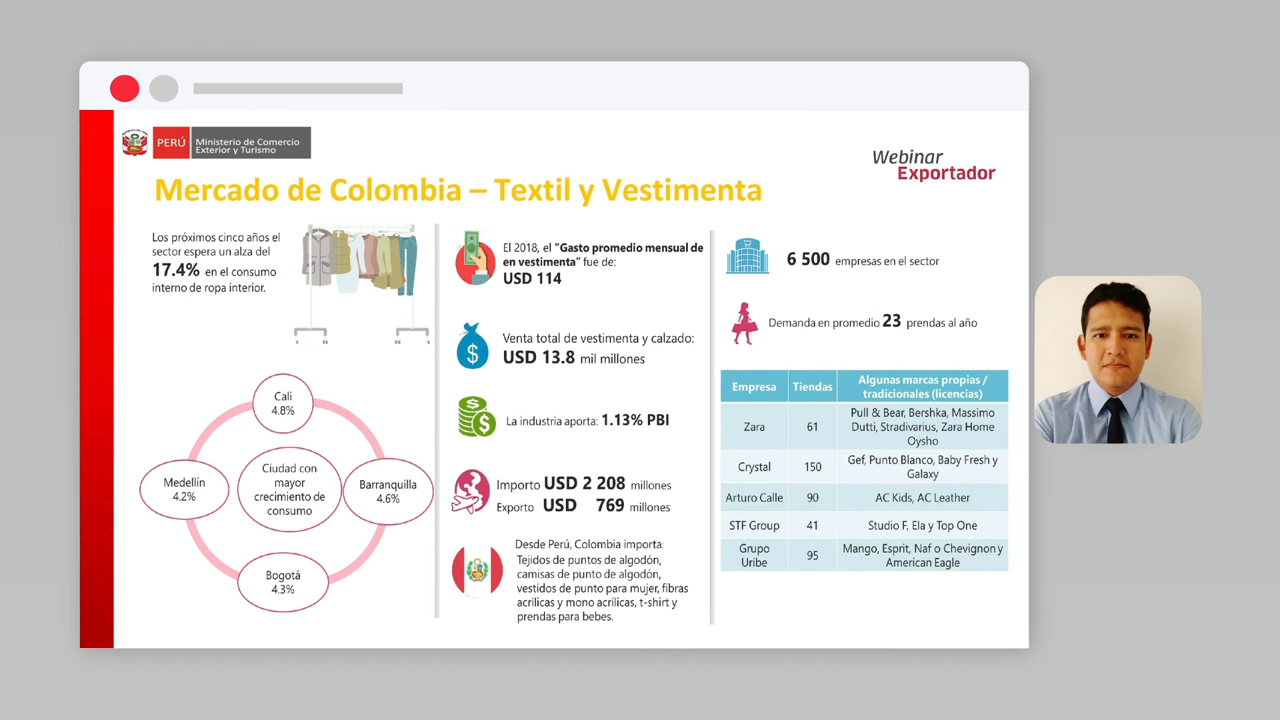 PERÚ
Ministerio de Comercio
Exterior y Turismo
Webinar
Exportador
Mercado de Colombia – Textil y Vestimenta
Los próximos cinco años el
sector espera un alza del
17.4% en el consumo
interno de ropa interior.
Cali
4.8%
Medellín
4.2%
Ciudad con
mayor
crecimiento de
consumo
Barranquilla
4.6%
Bogotá
4.3%
El 2018, el “Gasto promedio mensual de
en vestimenta” fue de:
USD 114
Venta total de vestimenta y calzado:
USD 13.8 mil millones
La industria aporta: 1.13% PBI
Importo USD 2 208 millones
Exporto USD 769 millones
Desde Perú, Colombia importa:
Tejidos de puntos de algodón,
camisas de punto de algodón,
vestidos de punto para mujer, fibras
acrílicas y mono acrílicas, t-shirt y
prendas para bebes.
6 500 empresas en el sector
Demanda en promedio 23 prendas al año
Empresa Tiendas Algunas marcas propias /
tradicionales (licencias)
Zara 61 Pull & Bear, Bershka, Massimo
Dutti, Stradivarius, Zara Home
Oysho
Crystal 150 Gef, Punto Blanco, Baby Fresh y
Galaxy
Arturo Calle 90 AC Kids, AC Leather
STF Group 41 Studio F, Ela y Top One
Grupo
Uribe 95 Mango, Esprit, Naf o Chevignon y
American Eagle